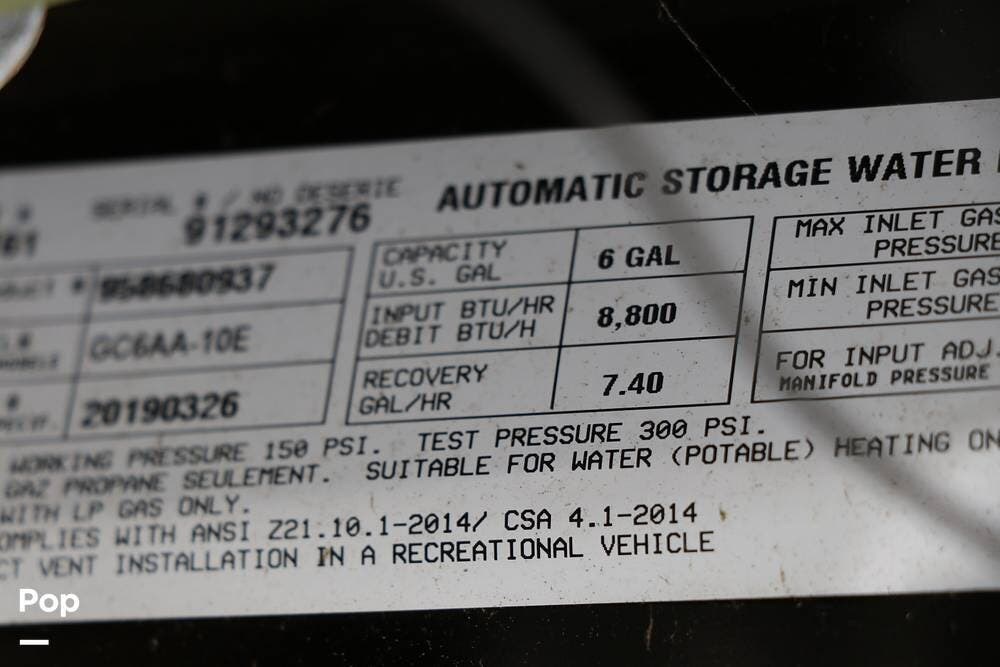 SERIAL # / NO DESERIE
91293276
AUTOMATIC STORAGE WATER
958680937
GC6AA-10E
20190326
CAPACITY
U.S. GAL
6 GAL
INPUT BTU/HR
DEBIT BTU/H
8,800
RECOVERY
GAL/HR
7.40
MAX INLET GAS
PRESSURE
MIN INLET GAS
PRESSURE
FOR INPUT ADJ.
MANIFOLD PRESSURE
WORKING PRESSURE 150 PSI. TEST PRESSURE 300 PSI.
GAZ PROPANE SEULEMENT. SUITABLE FOR WATER (POTABLE) HEATING ON
WITH LP GAS ONLY.
OMPLIES WITH ANSI Z21.10.1-2014/ CSA 4.1-2014
CT VENT INSTALLATION IN A RECREATIONAL VEHICLE
Pop